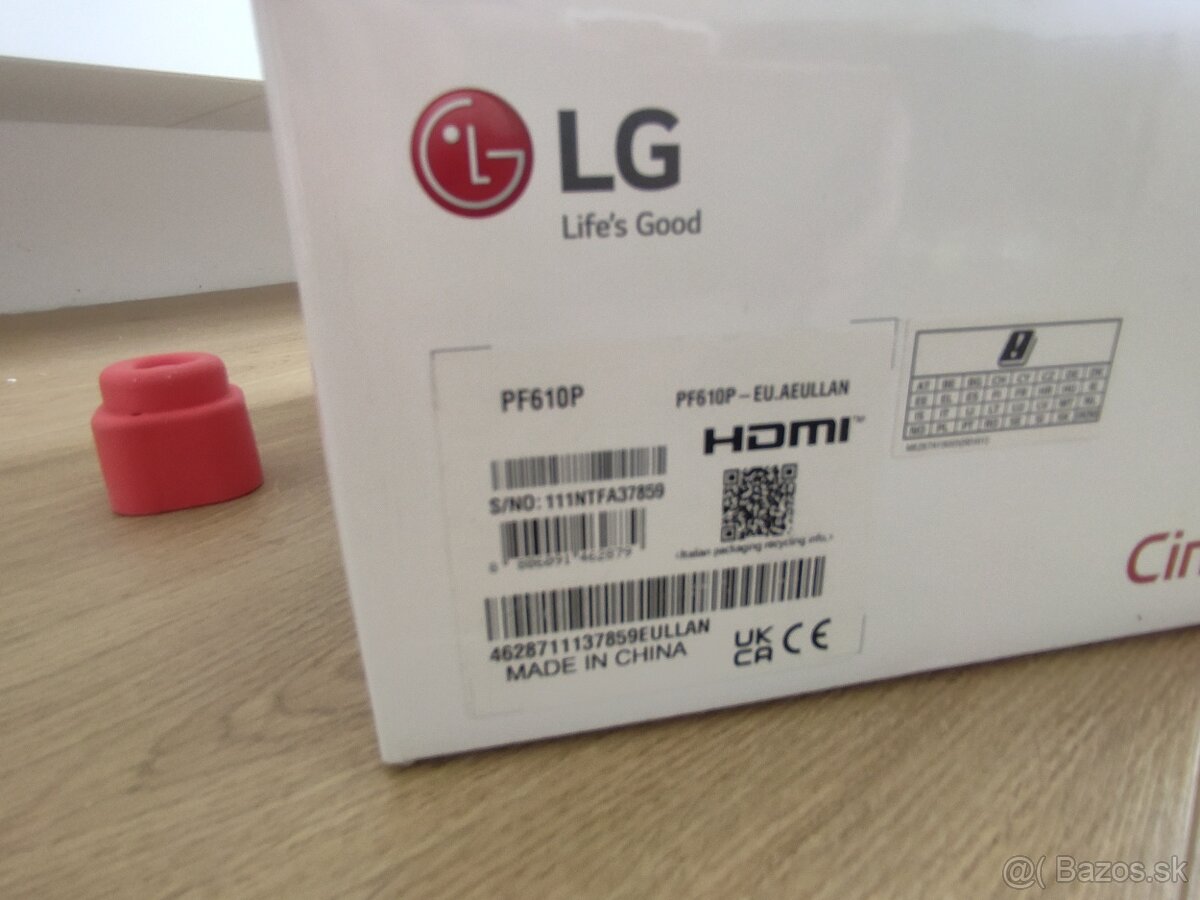 LG
Life's Good
PF610P
PF610P – EU.AEULLAN
HDMI™
S/NO: 111NTFA37859
<Italian packaging recycling info.>
4628711137859EULLAN
MADE IN CHINA
UK
CA CE
Cin
@( Bazos.sk